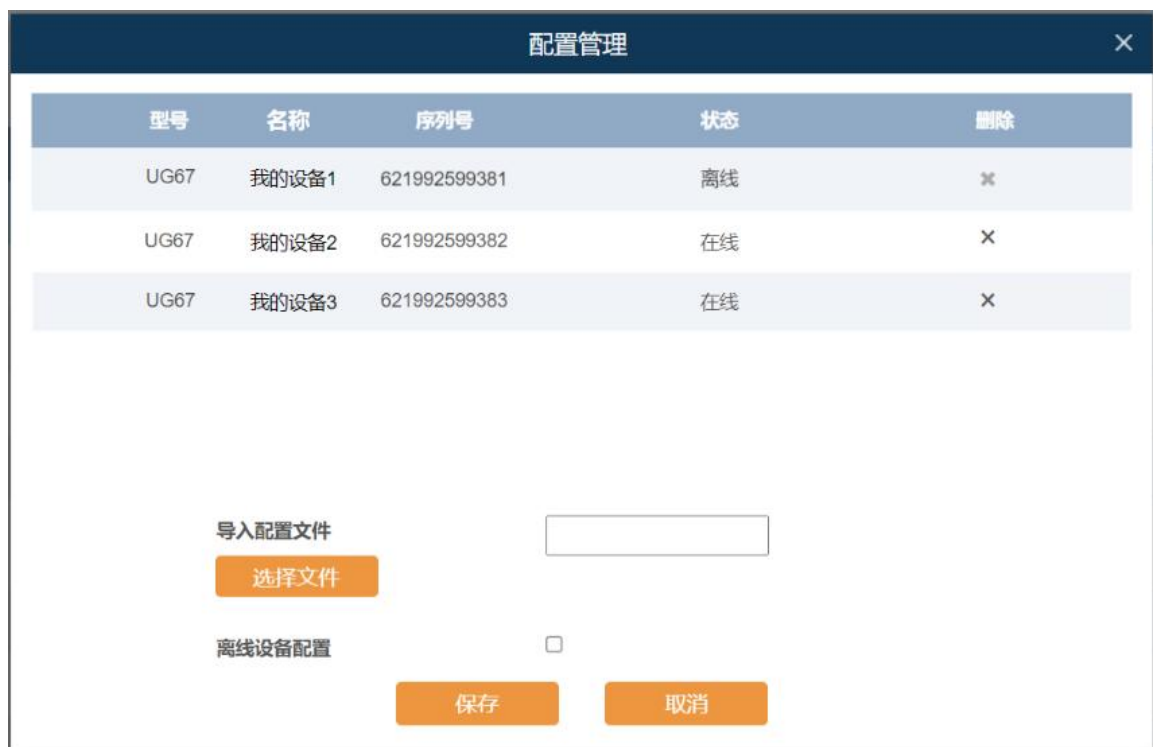 配置管理
型号 名称 序列号 状态 删除
UG67 我的设备1 621992599381 离线
UG67 我的设备2 621992599382 在线
UG67 我的设备3 621992599383 在线
导入配置文件
选择文件
离线设备配置
保存 取消